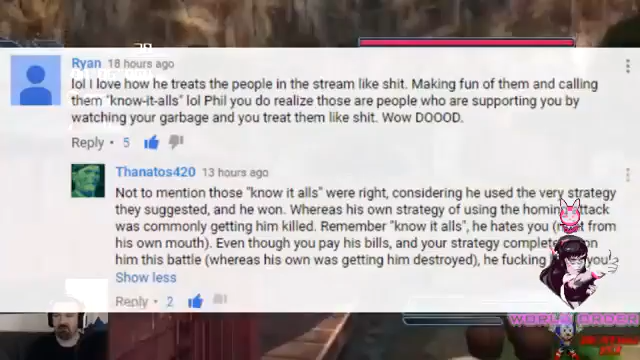 Ryan 18 hours ago
lol I love how he treats the people in the stream like shit. Making fun of them and calling
them "know-it-alls" lol Phil you do realize those are people who are supporting you by
watching your garbage and you treat them like shit. Wow DOOOD.
Reply • 5
Thanatos420 13 hours ago
Not to mention those "know it alls" were right, considering he used the very strategy
they suggested, and he won. Whereas his own strategy of using the homing attack
was commonly getting him killed. Remember "know it alls", he hates you from
his own mouth). Even though you pay his bills, and your strategy
him this battle (whereas his own was getting him destroyed), he fucking
Show less
Reply • 2
WORLD ORDER